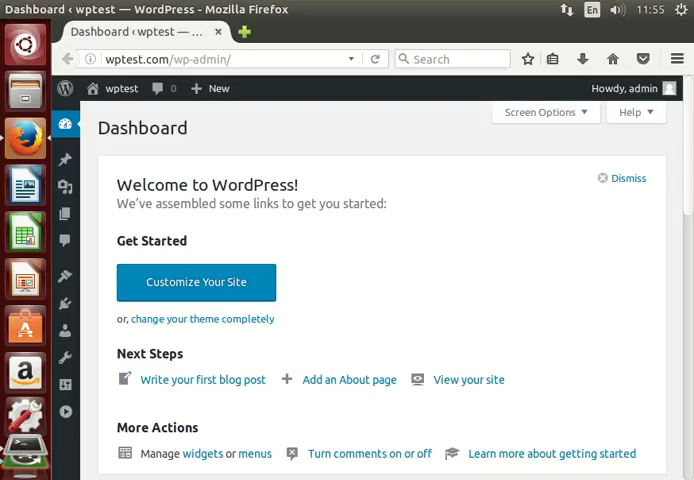 Dashboard ‹ wptest — WordPress - Mozilla Firefox
En
11:55
Dashboard ‹ wptest — ...
wptest.com/wp-admin/
Search
wptest
0
New
Howdy, admin
Screen Options
Help
Dashboard
Welcome to WordPress!
Dismiss
We've assembled some links to get you started:
Get Started
Customize Your Site
or, change your theme completely
Next Steps
Write your first blog post
Add an About page
View your site
More Actions
Manage widgets or menus
Turn comments on or off
Learn more about getting started